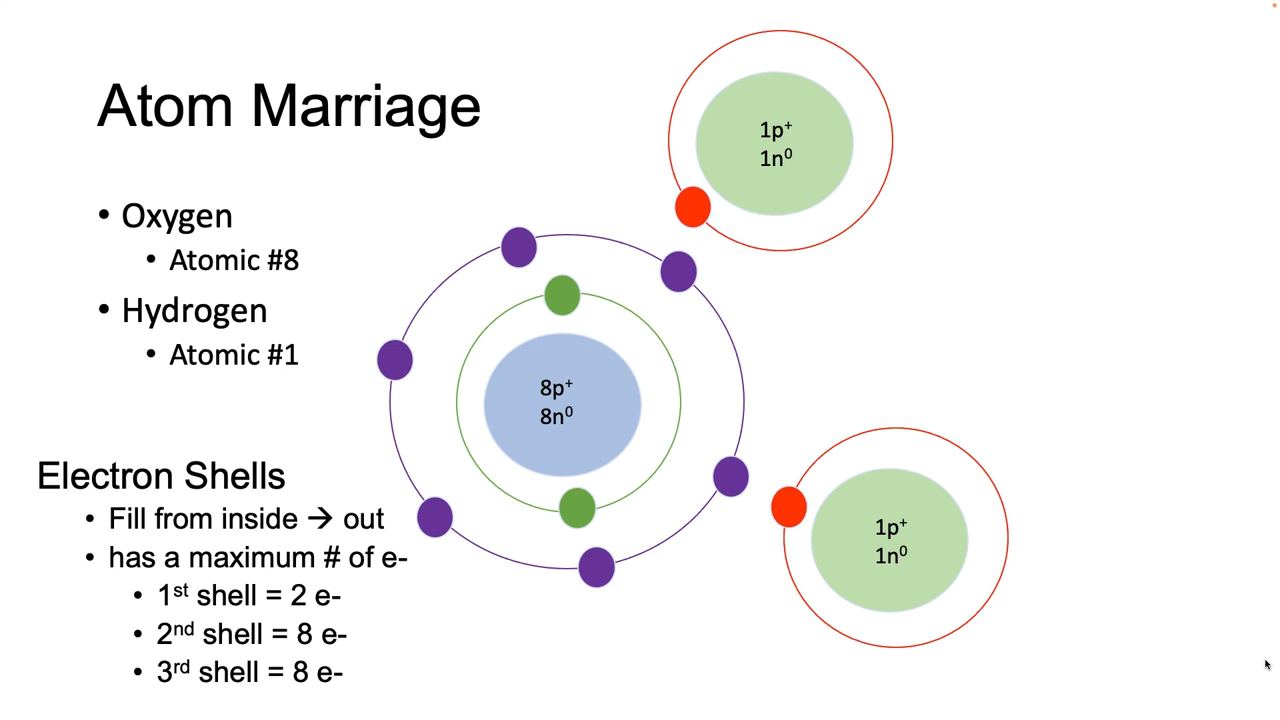 Atom Marriage
• Oxygen
• Atomic #8
• Hydrogen
• Atomic #1
Electron Shells
• Fill from inside → out
• has a maximum # of e-
• 1ˢᵗ shell = 2 e-
• 2ⁿᵈ shell = 8 e-
• 3ʳᵈ shell = 8 e-
1p⁺
1n⁰
8p⁺
8n⁰
1p⁺
1n⁰